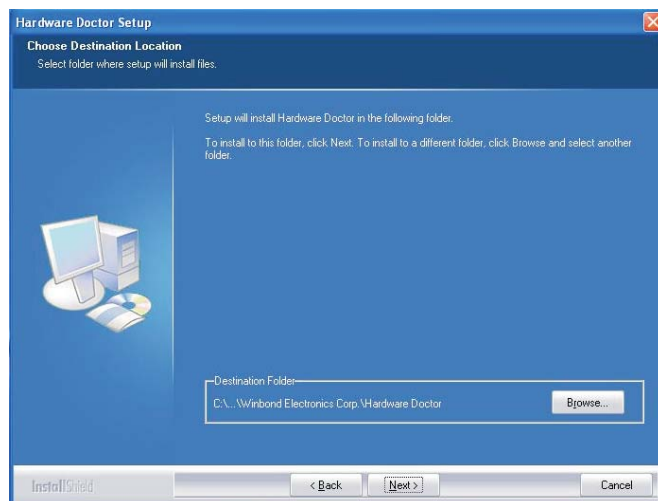 Hardware Doctor Setup
Choose Destination Location
Select folder where setup will install files.
Setup will install Hardware Doctor in the following folder.
To install to this folder, click Next. To install to a different folder, click Browse and select another
folder.
Destination Folder
C:\...\Winbond Electronics Corp.\Hardware Doctor
Browse...
InstallShield
< Back
Next >
Cancel